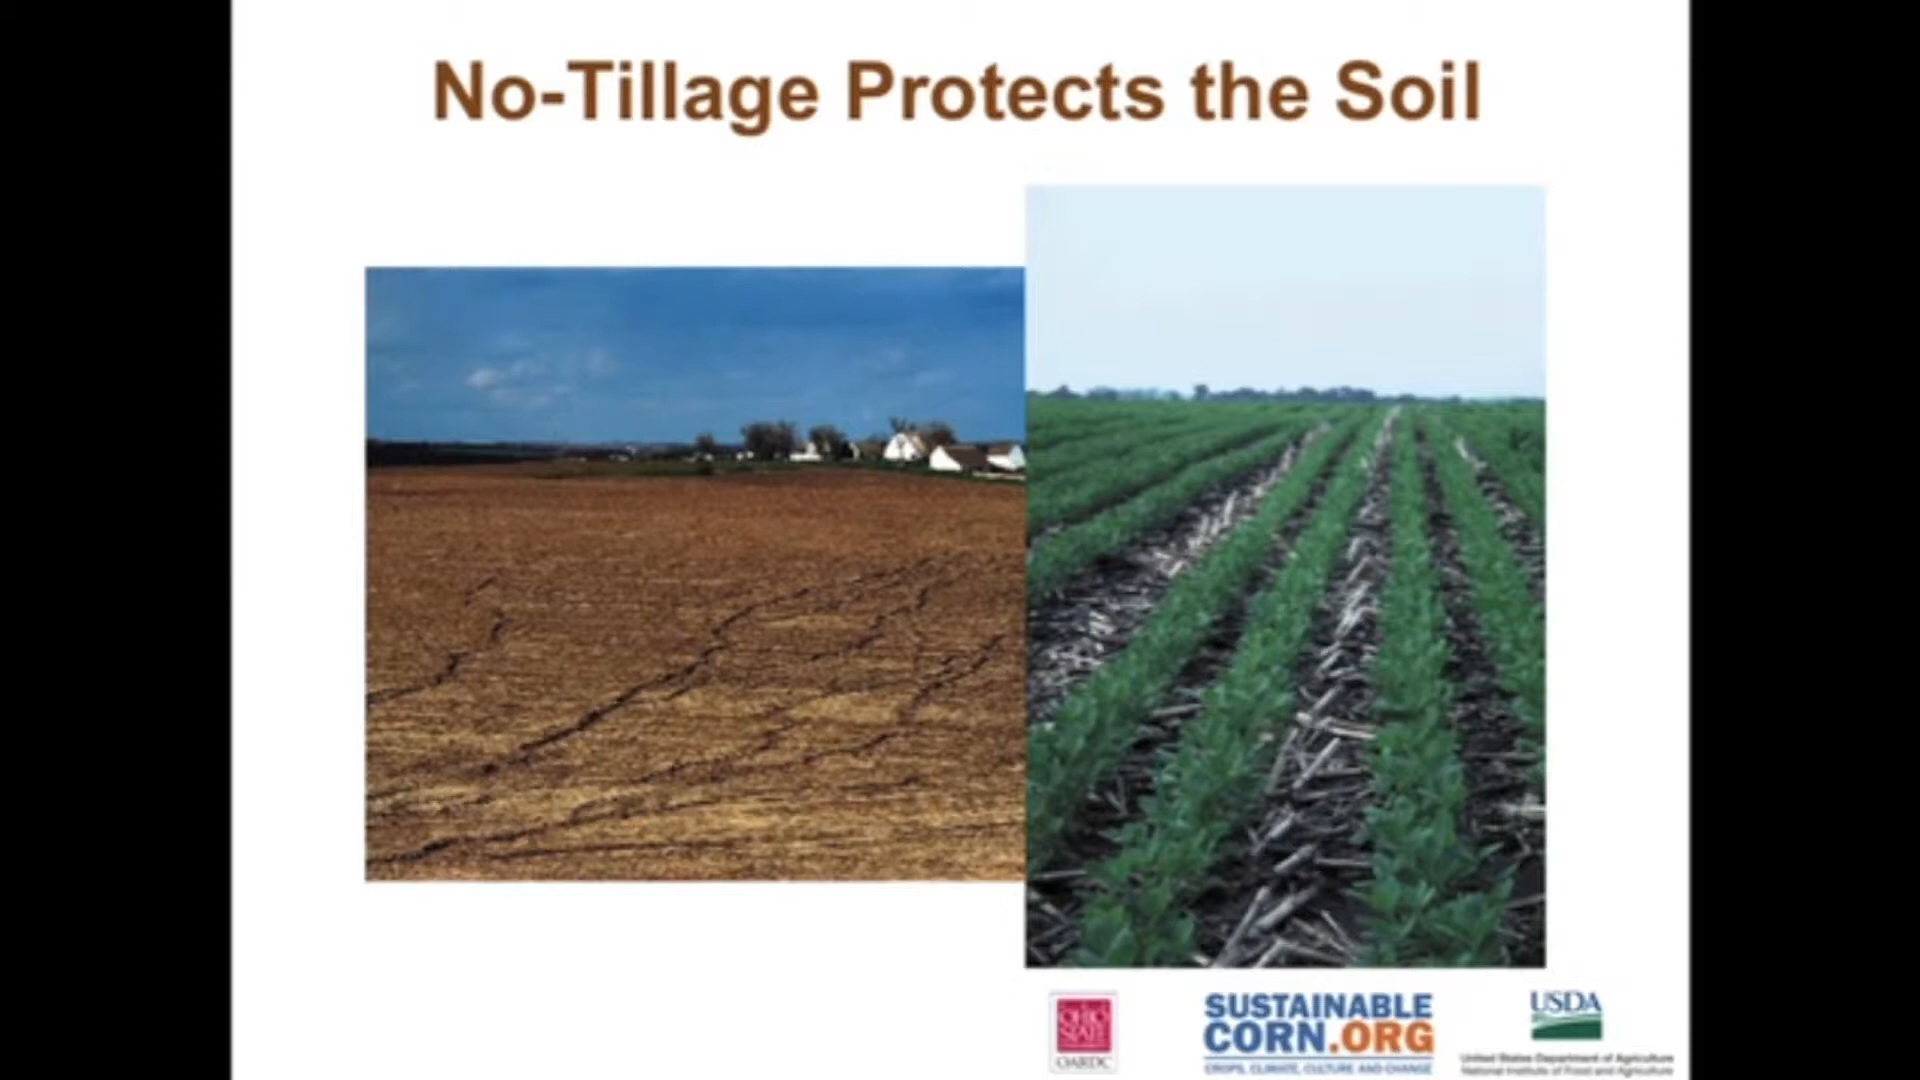 No-Tillage Protects the Soil
OHIO
STATE
OARDC
SUSTAINABLE
CORN.ORG
CROPS, CLIMATE, CULTURE AND CHANGE
USDA
United States Department of Agriculture
National Institute of Food and Agriculture